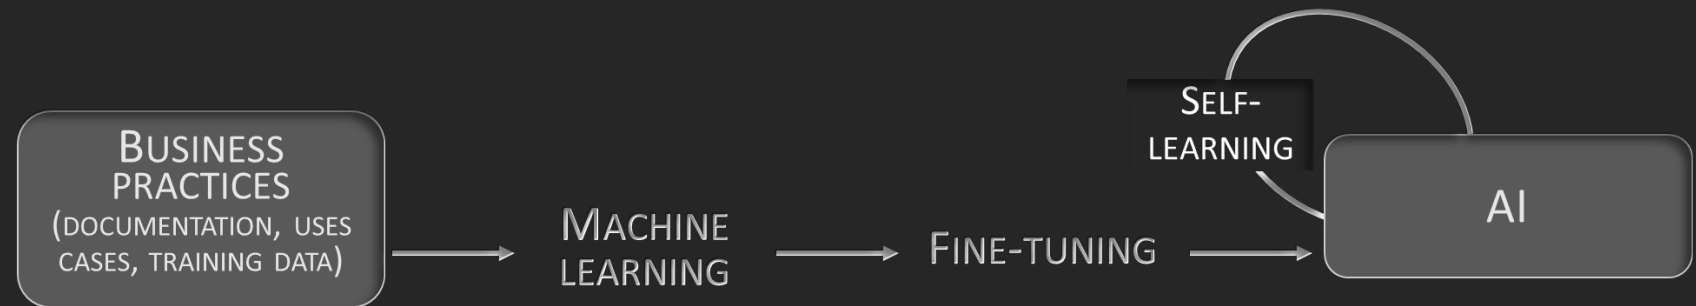 BUSINESS
PRACTICES
(DOCUMENTATION, USES
CASES, TRAINING DATA)
MACHINE
LEARNING
FINE-TUNING
SELF-
LEARNING
AI